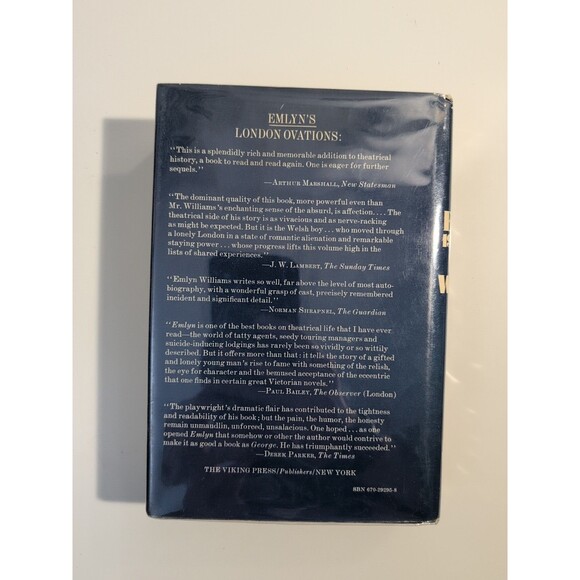 EMLYN'S
LONDON OVATIONS:
"This is a splendidly rich and memorable addition to theatrical
history, a book to read and read again. One is eager for further
sequels."
—ARTHUR MARSHALL, New Statesman
"The dominant quality of this book, more powerful even than
Mr. Williams's enchanting sense of the absurd, is affection.... The
theatrical side of his story is as vivacious and as nerve-racking
as might be expected. But it is the Welsh boy... who moved through
a lonely London in a state of romantic alienation and remarkable
staying power... whose progress lifts this volume high in the
lists of shared experiences."
—J. W. LAMBERT, The Sunday Times
"Emlyn Williams writes so well, far above the level of most auto-
biography, with a wonderful grasp of cast, precisely remembered
incident and significant detail."
—NORMAN SHRAPNEL, The Guardian
"Emlyn is one of the best books on theatrical life that I have ever
read—the world of tatty agents, seedy touring managers and
suicide-inducing lodgings has rarely been so vividly or so wittily
described. But it offers more than that: it tells the story of a gifted
and lonely young man's rise to fame with something of the relish,
the eye for character and the bemused acceptance of the eccentric
that one finds in certain great Victorian novels."
—PAUL BAILEY, The Observer (London)
"The playwright's dramatic flair has contributed to the tightness
and readability of his book; but the pain, the humor, the honesty
remain unmaudlin, unforced, unsalacious. One hoped... as one
opened Emlyn that somehow or other the author would contrive to
make it as good a book as George. He has triumphantly succeeded."
—DEREK PARKER, The Times
THE VIKING PRESS/Publishers/NEW YORK
SBN 670-29295-8